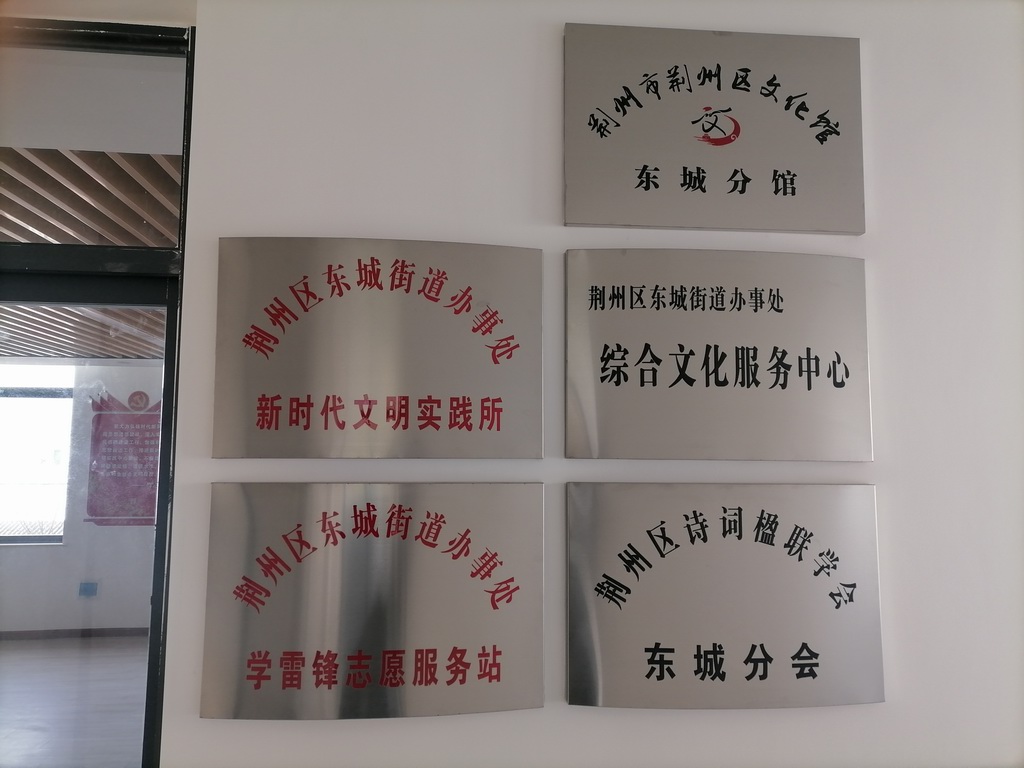 荆州市荆州区文化馆
文
东城分馆
荆州区东城街道办事处
新时代文明实践所
荆州区东城街道办事处
综合文化服务中心
荆州区东城街道办事处
学雷锋志愿服务站
荆州区诗词楹联学会
东城分会